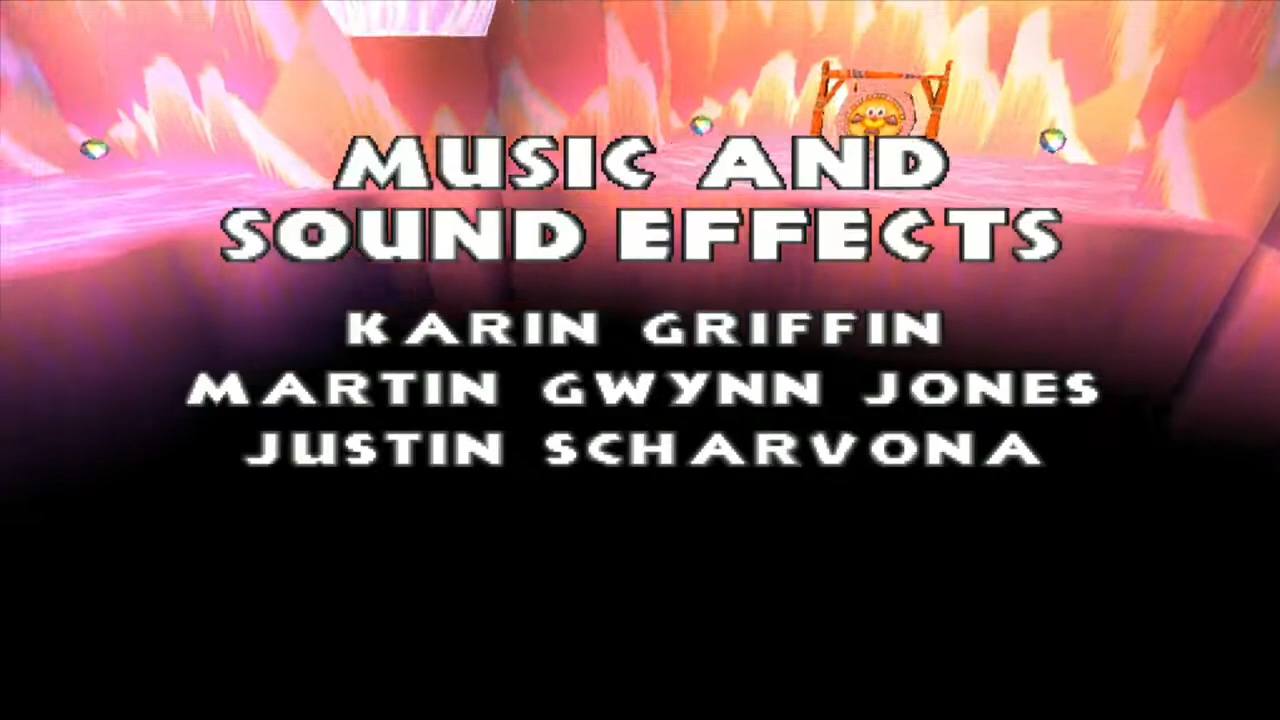 MUSIC AND
SOUND EFFECTS
KARIN GRIFFIN
MARTIN GWYNN JONES
JUSTIN SCHARVONA